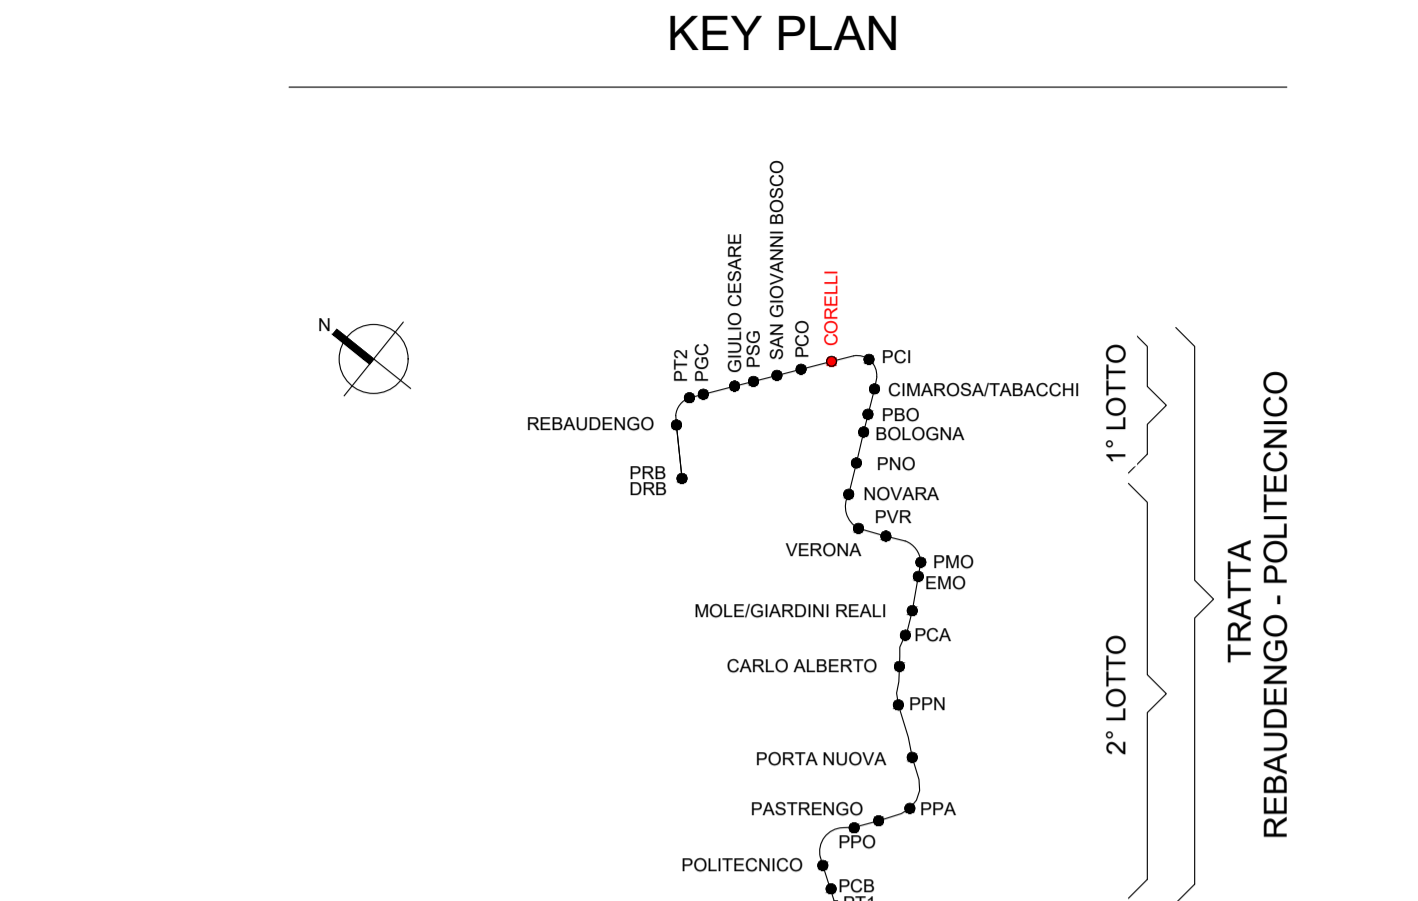 KEY PLAN
N
PT2
PGC
GIULIO CESARE
PSG
SAN GIOVANNI BOSCO
PCO
CORELLI
PCI
CIMAROSA/TABACCHI
REBAUDENGO
PBO
BOLOGNA
PNO
PRB
DRB
NOVARA
PVR
VERONA
PMO
EMO
MOLE/GIARDINI REALI
PCA
CARLO ALBERTO
PPN
PORTA NUOVA
PASTRENGO
PPA
PPO
POLITECNICO
PCB
PT1
1° LOTTO
2° LOTTO
TRATTA
REBAUDENGO - POLITECNICO